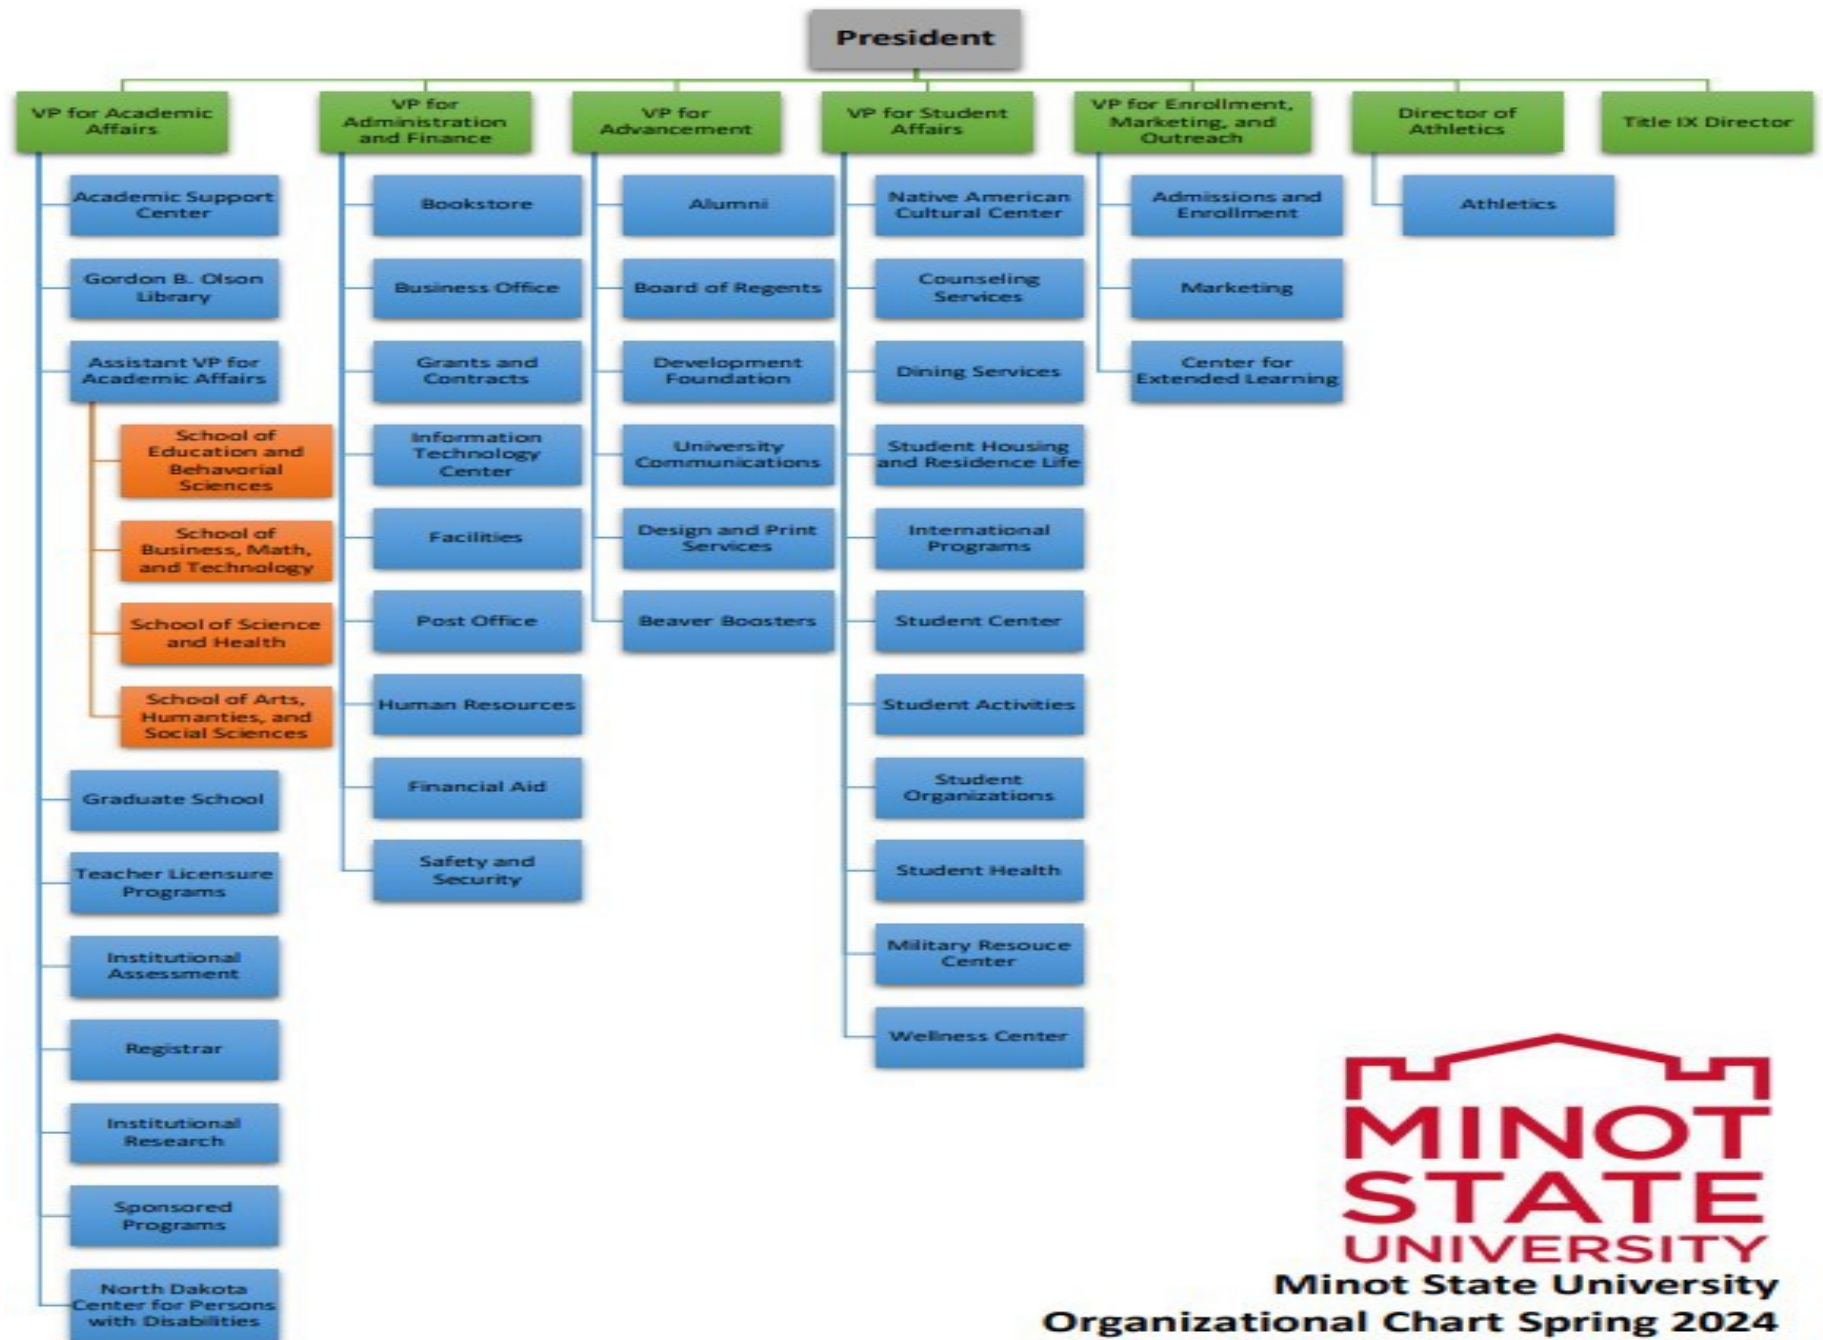 President
VP for Academic
Affairs
VP for
Administration
and Finance
VP for
Advancement
VP for Student
Affairs
VP for Enrollment,
Marketing, and
Outreach
Director of
Athletics
Title IX Director
Academic Support
Center
Gordon B. Olson
Library
Assistant VP for
Academic Affairs
School of
Education and
Behavorial
Sciences
School of
Business, Math,
and Technology
School of Science
and Health
School of Arts,
Humanties, and
Social Sciences
Graduate School
Teacher Licensure
Programs
Institutional
Assessment
Registrar
Institutional
Research
Sponsored
Programs
North Dakota
Center for Persons
with Disabilities
Bookstore
Business Office
Grants and
Contracts
Information
Technology
Center
Facilities
Post Office
Human Resources
Financial Aid
Safety and
Security
Alumni
Board of Regents
Development
Foundation
University
Communications
Design and Print
Services
Beaver Boosters
Native American
Cultural Center
Counseling
Services
Dining Services
Student Housing
and Residence Life
International
Programs
Student Center
Student Activities
Student
Organizations
Student Health
Military Resouce
Center
Wellness Center
Admissions and
Enrollment
Marketing
Center for
Extended Learning
Athletics
MINOT
STATE
UNIVERSITY
Minot State University
Organizational Chart Spring 2024